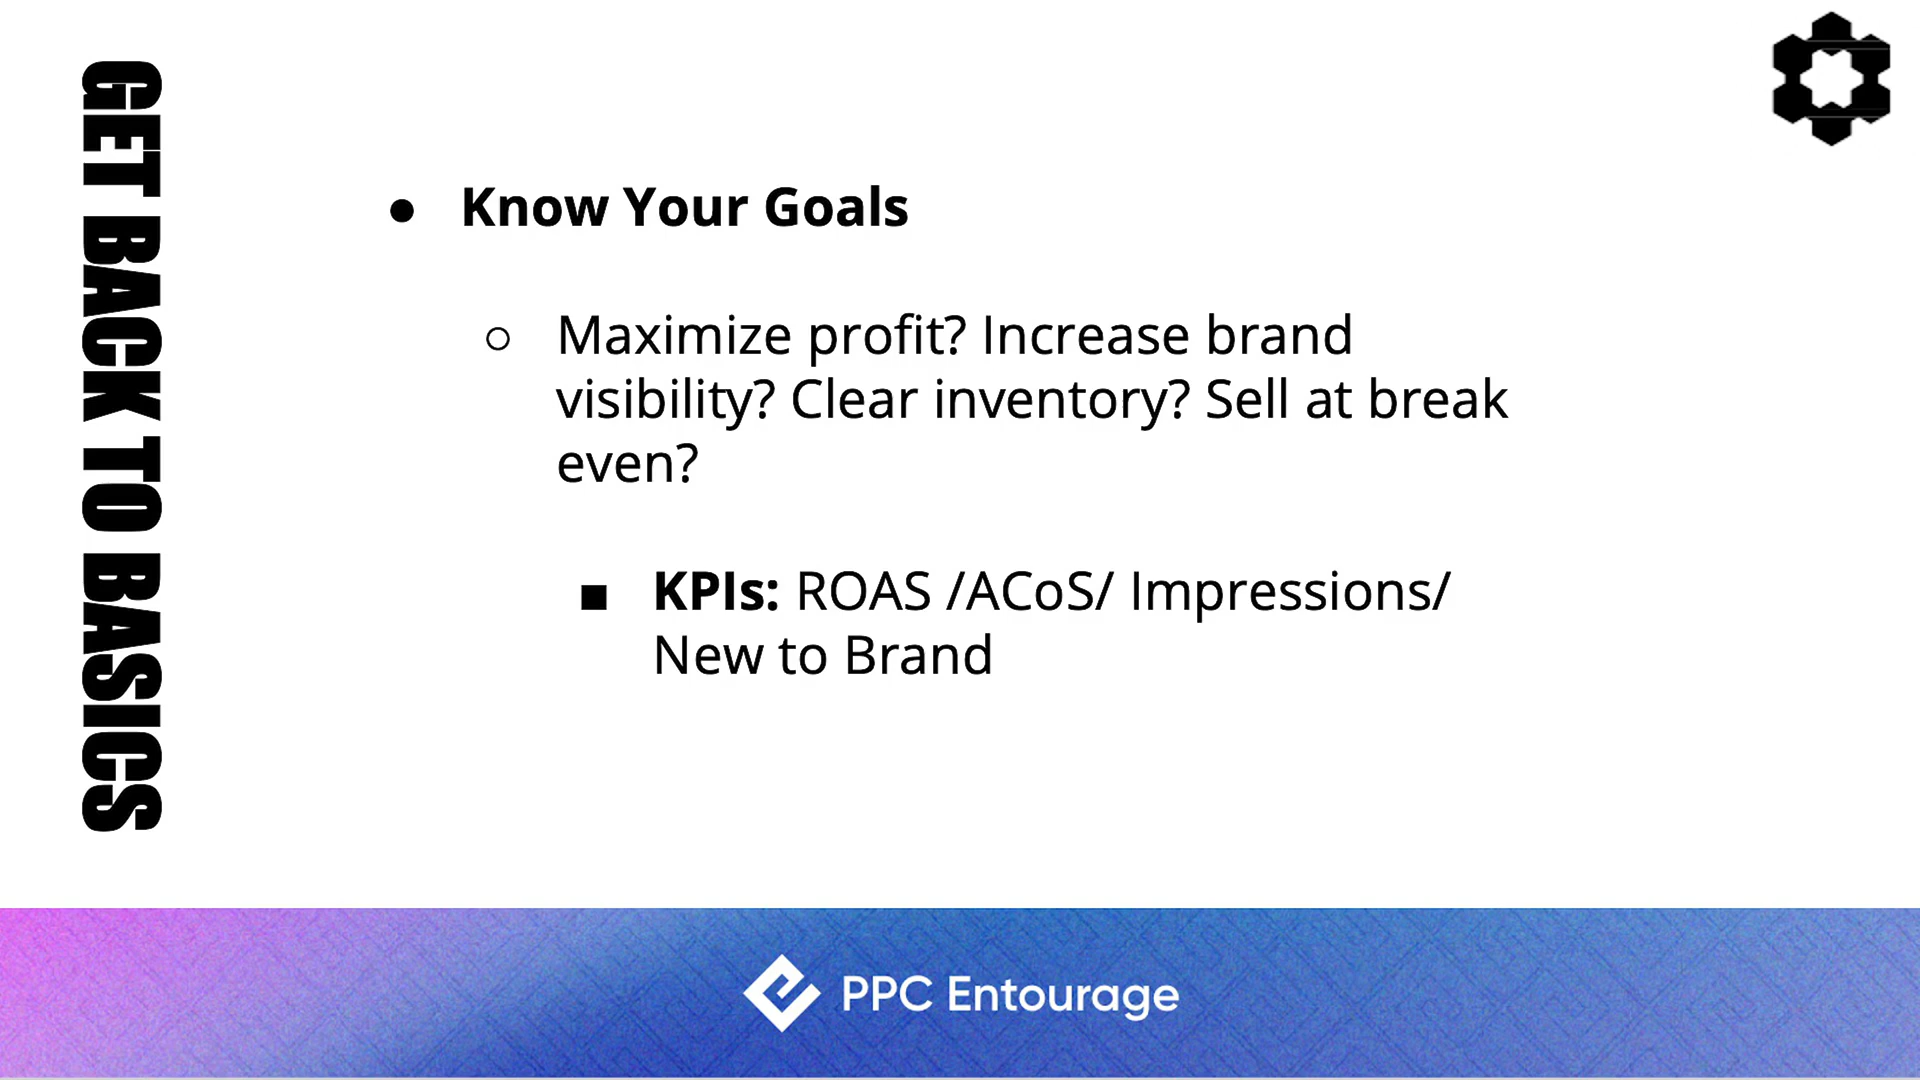 GET BACK TO BASICS
● Know Your Goals
○ Maximize profit? Increase brand
visibility? Clear inventory? Sell at break
even?
■ KPIs: ROAS /ACoS/ Impressions/
New to Brand
PPC Entourage